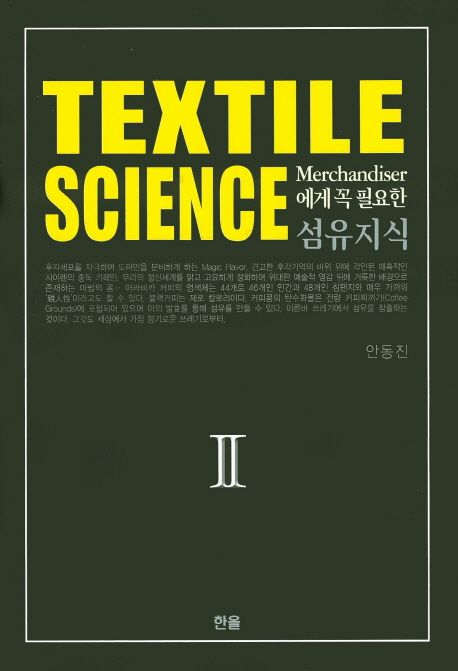 TEXTILE
SCIENCE
Merchandiser
에게 꼭 필요한
섬유지식
후각세포를 자극하며 도파민을 분비하게 하는 Magic Flavor, 견고한 후각기억의 바위 위에 각인된 매혹적인
사이렌의 중독 카페인, 우리의 정신세계를 맑고 고요하게 정화하며 위대한 예술적 영감 뒤에 거룩한 배경으로
존재하는 마법의 콩… 아라비카 커피의 염색체는 44개로 46개인 인간과 48개인 침팬지와 매우 가까워
'親人性'이라고도 할 수 있다. 블랙커피는 제로 칼로리이다. 커피콩의 탄수화물은 전량 커피찌꺼기(Coffee
Grounds)에 포함되어 있으며 이의 발효를 통해 섬유를 만들 수 있다. 이른바 쓰레기에서 섬유를 창출하는
것이다. 그것도 세상에서 가장 향기로운 쓰레기로부터.
안동진
II
한올